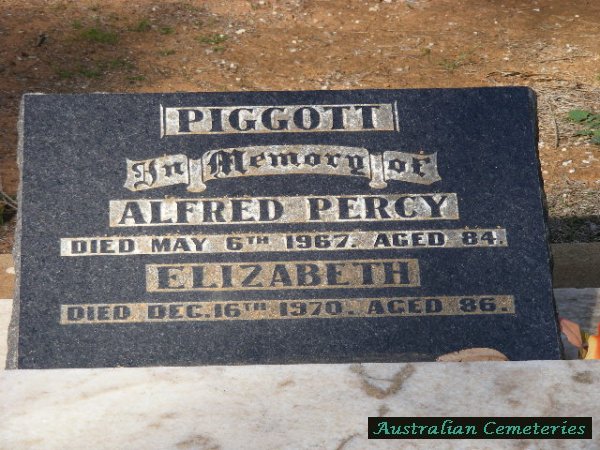 PIGGOTT
In Memory of
ALFRED PERCY
DIED MAY 6TH 1967. AGED 84.
ELIZABETH
DIED DEC. 16TH 1970. AGED 86.
Australian Cemeteries